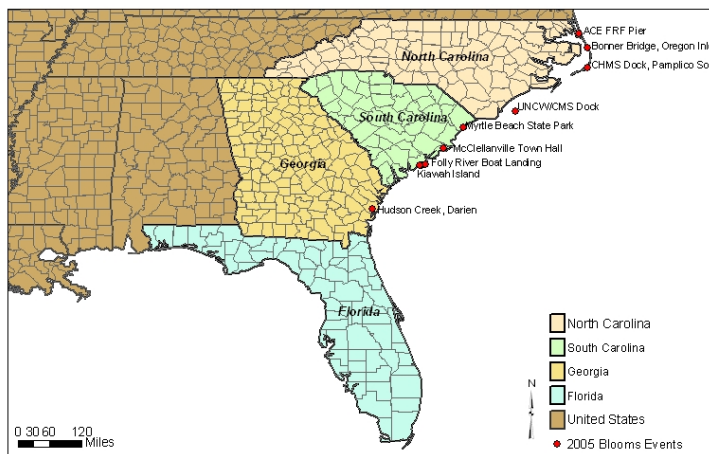 ACE FRF Pier
Bonner Bridge, Oregon Inl
North Carolina
CHMS Dock, Pamplico So
UNCW/CMS Dock
South Carolina
Myrtle Beach State Park
McClellanville Town Hall
Georgia
Folly River Boat Landing
Kiawah Island
Hudson Creek, Darien
Florida
North Carolina
South Carolina
Georgia
Florida
United States
2005 Blooms Events
N
0 30 60 120
Miles